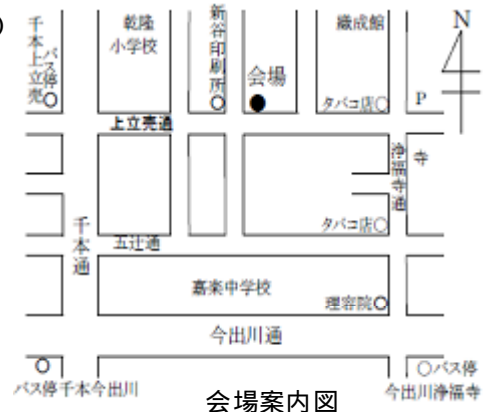 )
千本上立売
バス停
乾隆
小学校
新谷印刷所
会場
織成館
タバコ店
P
N
上立売通
浄福寺通
寺
タバコ店
千本通
五辻通
嘉楽中学校
理容院
今出川通
バス停千本今出川
バス停
今出川浄福寺
会場案内図